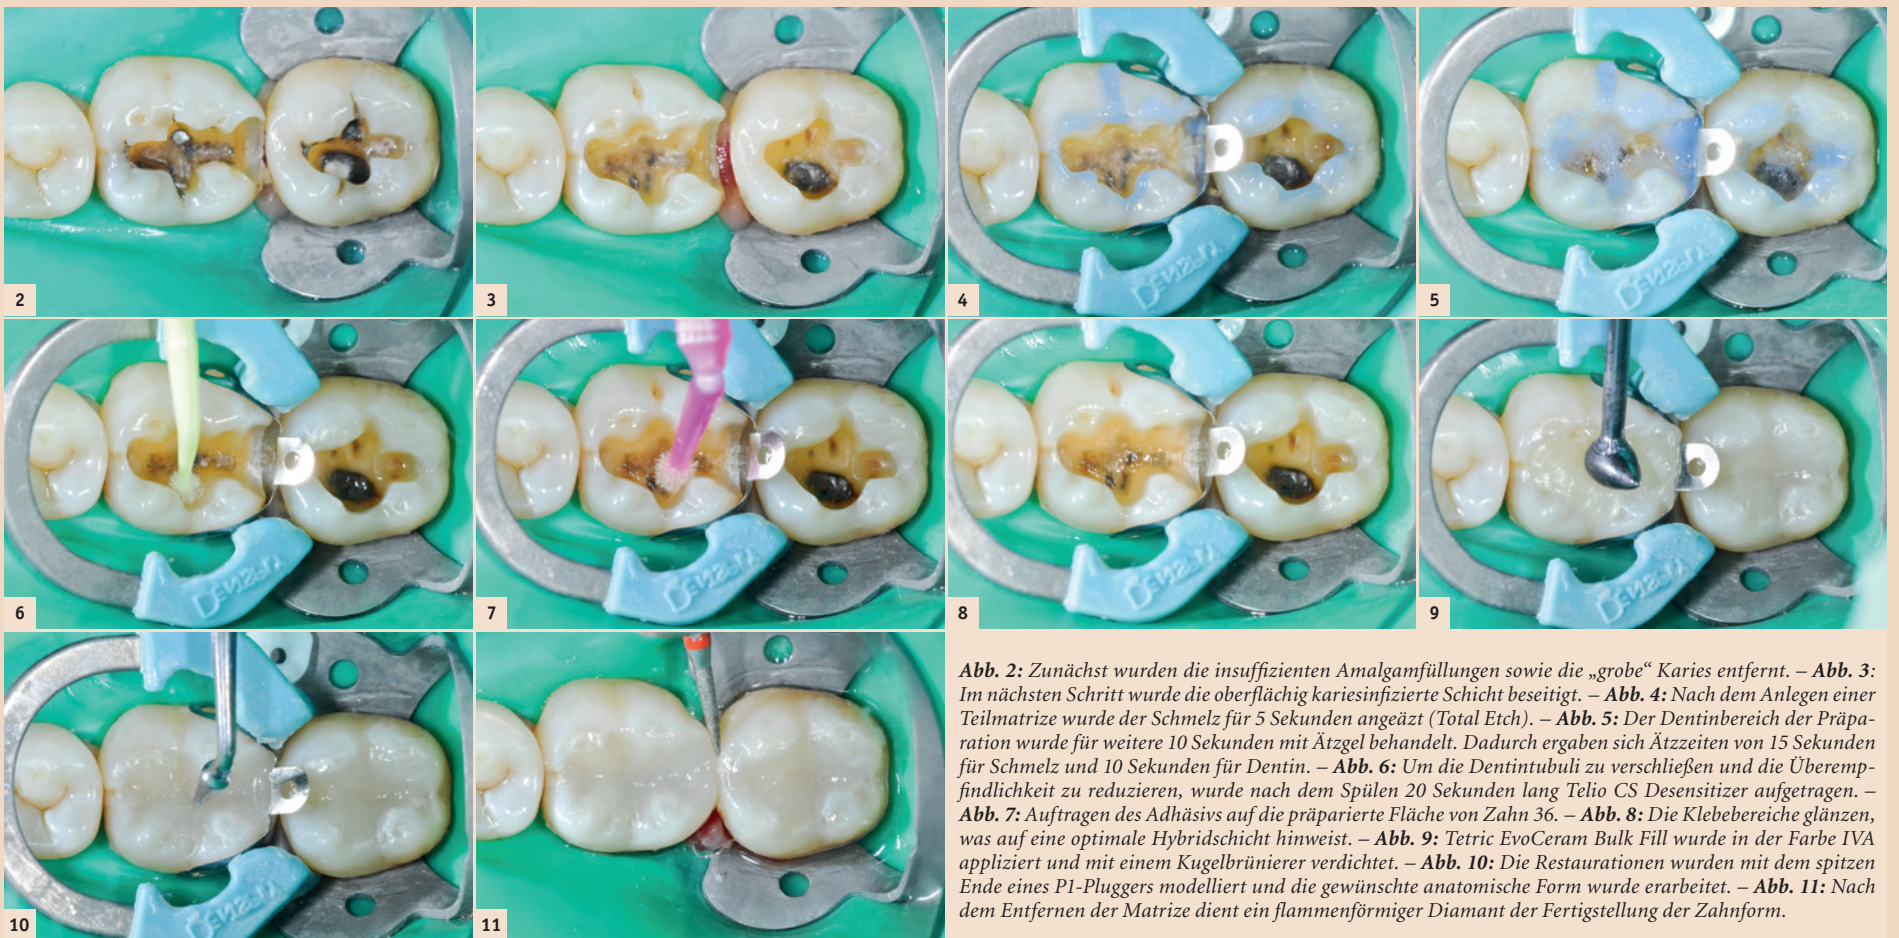 2
3
4
5
6
7
8
9
10
11
Abb. 2: Zunächst wurden die insuffizienten Amalgamfüllungen sowie die „grobe“ Karies entfernt. – Abb. 3:
Im nächsten Schritt wurde die oberflächig kariesinfizierte Schicht beseitigt. – Abb. 4: Nach dem Anlegen einer
Teilmatrize wurde der Schmelz für 5 Sekunden angeäzt (Total Etch). – Abb. 5: Der Dentinbereich der Präpa-
ration wurde für weitere 10 Sekunden mit Ätzgel behandelt. Dadurch ergaben sich Ätzzeiten von 15 Sekunden
für Schmelz und 10 Sekunden für Dentin. – Abb. 6: Um die Dentintubuli zu verschließen und die Überemp-
findlichkeit zu reduzieren, wurde nach dem Spülen 20 Sekunden lang Telio CS Desensitizer aufgetragen. –
Abb. 7: Auftragen des Adhäsivs auf die präparierte Fläche von Zahn 36. – Abb. 8: Die Klebebereiche glänzen,
was auf eine optimale Hybridschicht hinweist. – Abb. 9: Tetric EvoCeram Bulk Fill wurde in der Farbe IVA
appliziert und mit einem Kugelbrünierer verdichtet. – Abb. 10: Die Restaurationen wurden mit dem spitzen
Ende eines P1-Pluggers modelliert und die gewünschte anatomische Form wurde erarbeitet. – Abb. 11: Nach
dem Entfernen der Matrize dient ein flammenförmiger Diamant der Fertigstellung der Zahnform.